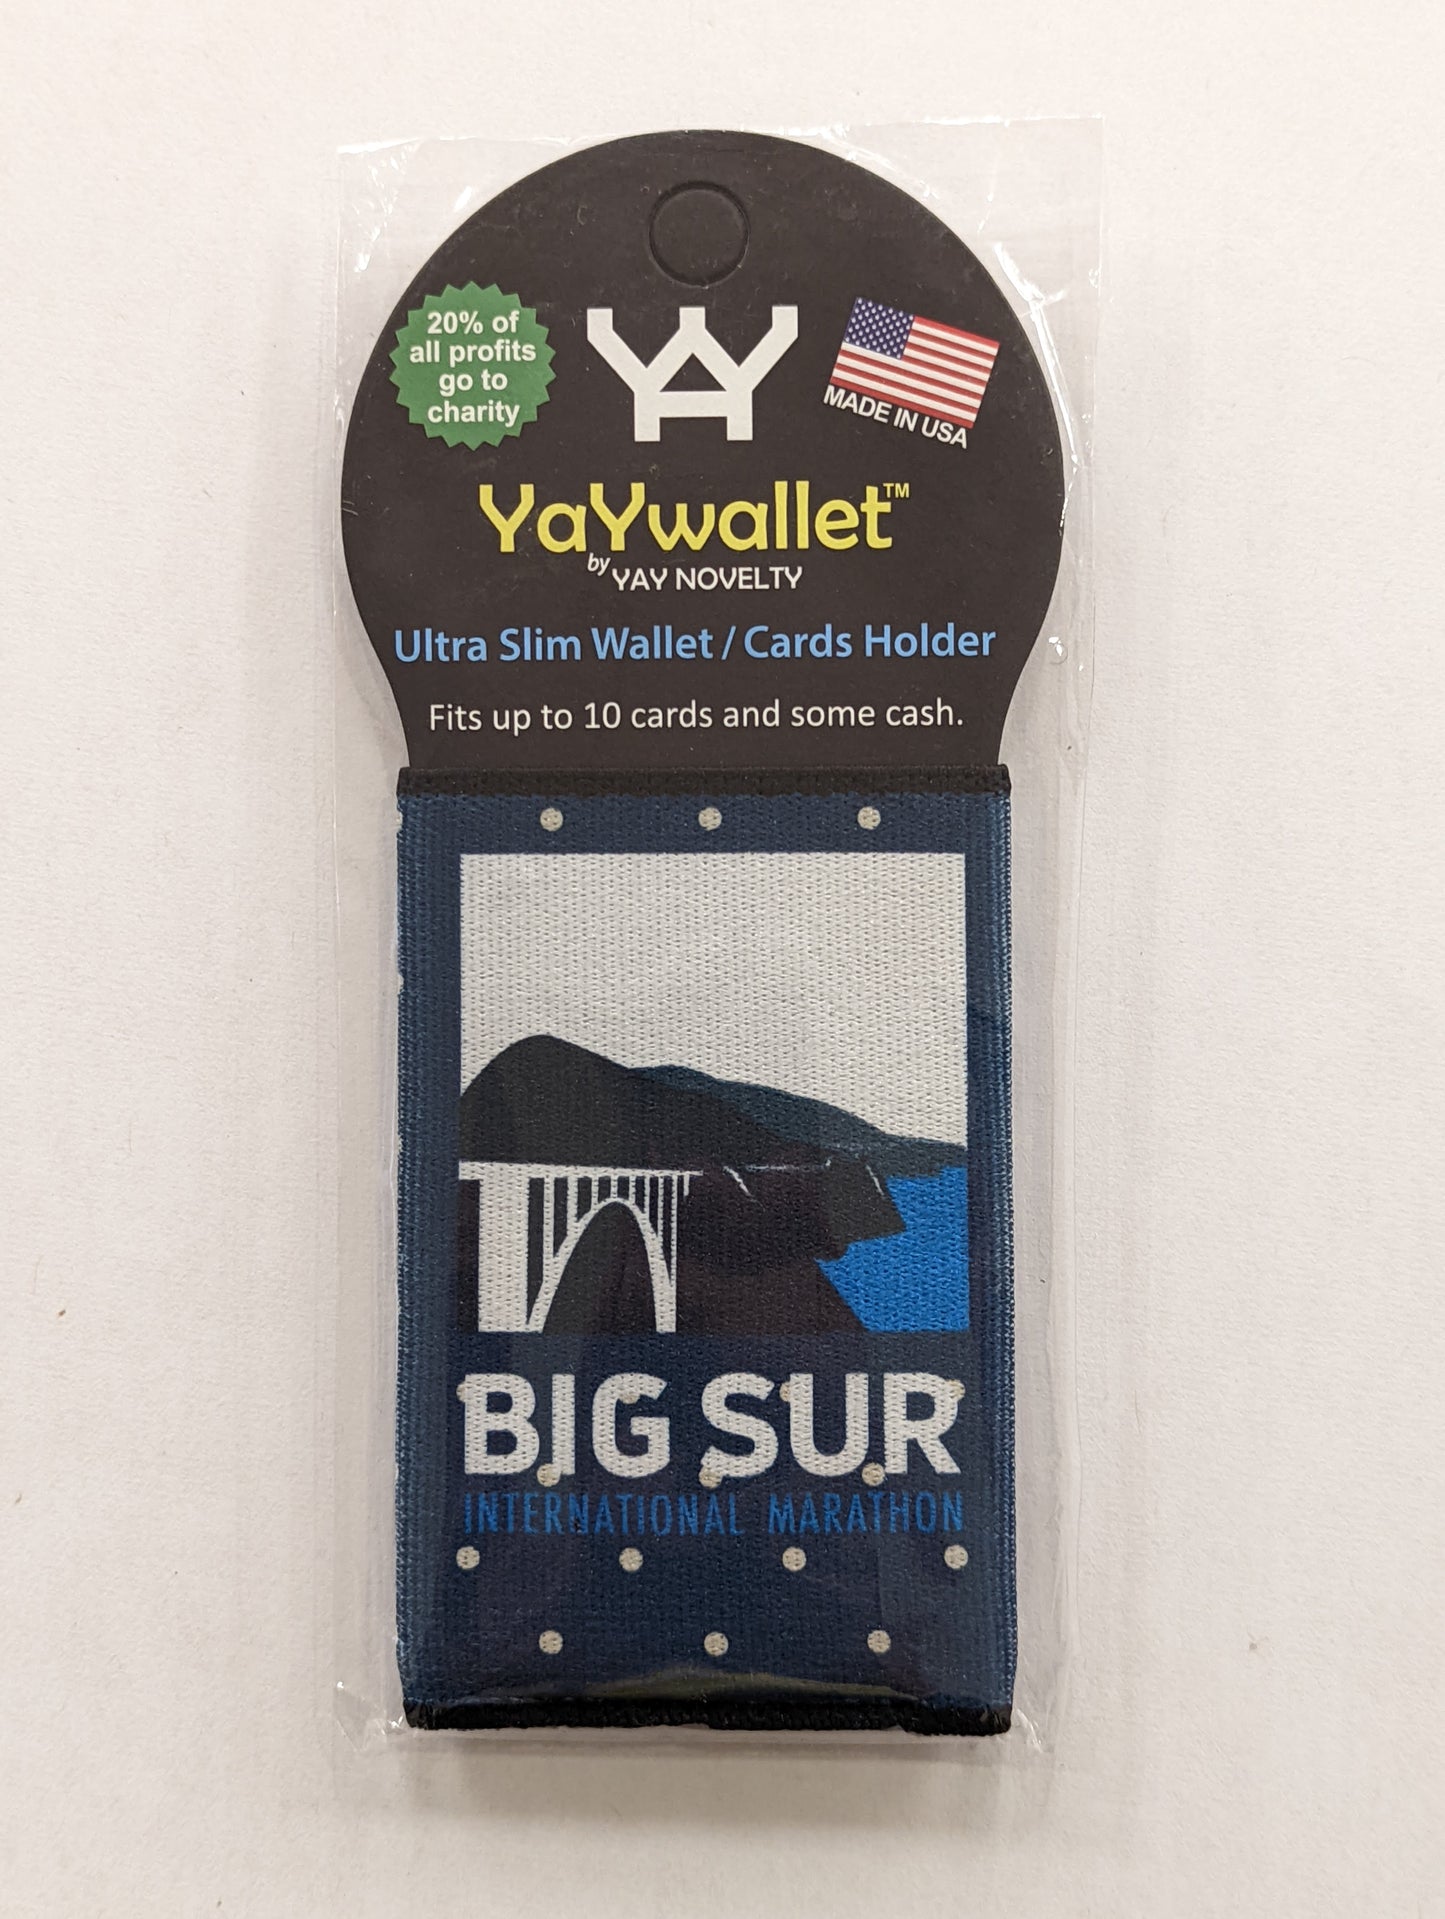 20% of
all profits
go to
charity
YAY
MADE IN USA
YaYwallet™
by YAY NOVELTY
Ultra Slim Wallet / Cards Holder
Fits up to 10 cards and some cash.
BIG SUR
INTERNATIONAL MARATHON